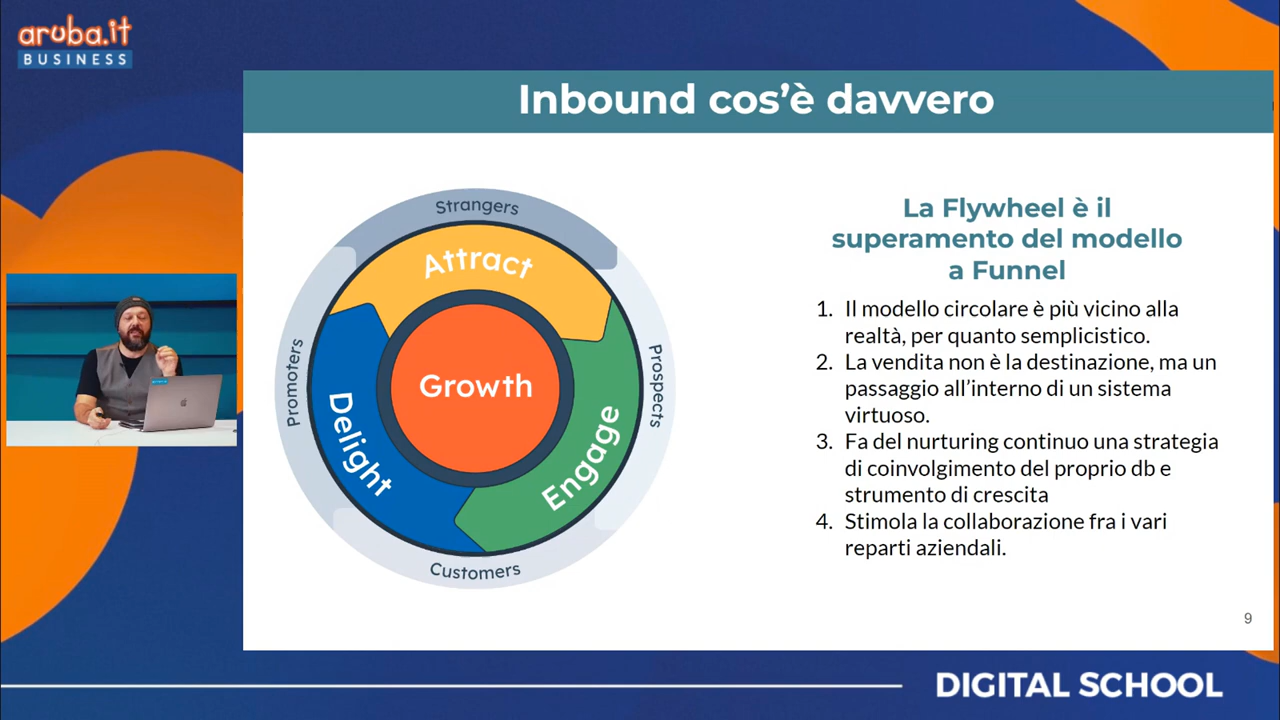 aruba.it
BUSINESS
Inbound cos’è davvero
Strangers
Attract
Promoters
Growth
Prospects
Delight
Engage
Customers
La Flywheel è il
superamento del modello
a Funnel
1. Il modello circolare è più vicino alla
realtà, per quanto semplicistico.
2. La vendita non è la destinazione, ma un
passaggio all’interno di un sistema
virtuoso.
3. Fa del nurturing continuo una strategia
di coinvolgimento del proprio db e
strumento di crescita
4. Stimola la collaborazione fra i vari
reparti aziendali.
9
DIGITAL SCHOOL